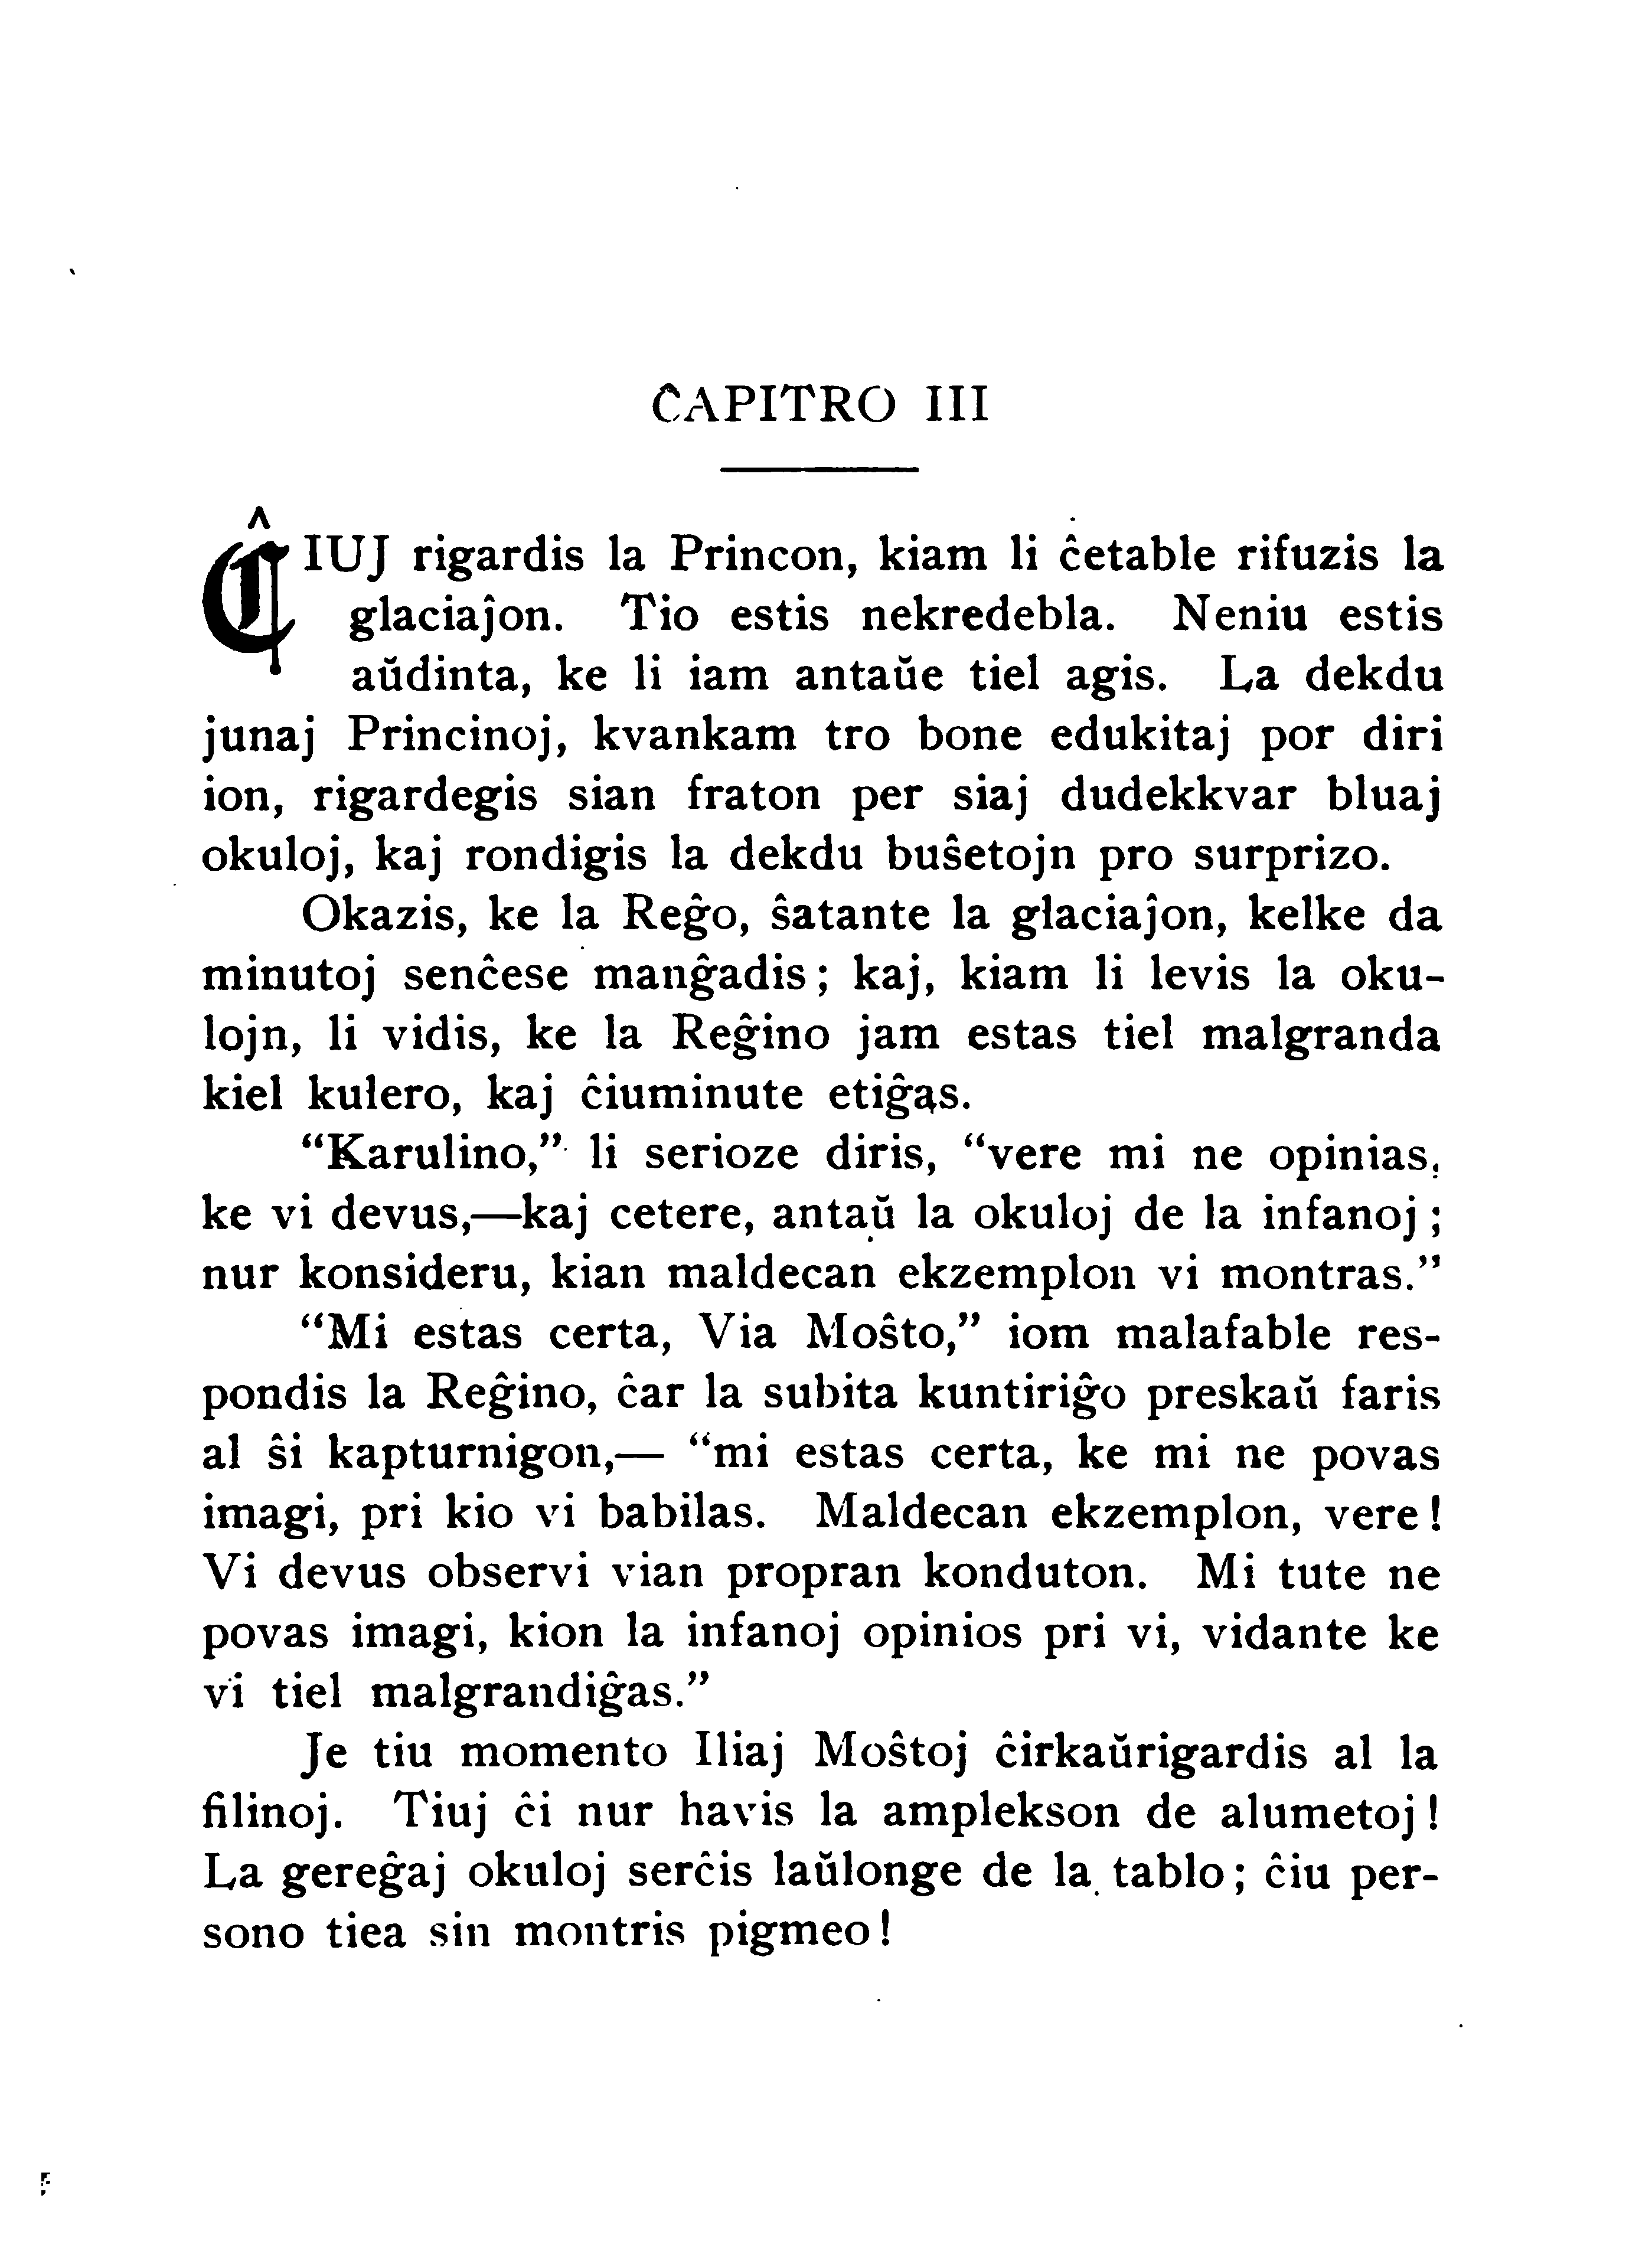 ĈAPITRO III
ĈIUJ rigardis la Princon, kiam li ĉetable rifuzis la
glaciaĵon. Tio estis nekredebla. Neniu estis
aŭdinta, ke li iam antaŭe tiel agis. La dekdu
junaj Princinoj, kvankam tro bone edukitaj por diri
ion, rigardegis sian fraton per siaj dudekkvar bluaj
okuloj, kaj rondigis la dekdu buŝetojn pro surprizo.
Okazis, ke la Reĝo, ŝatante la glaciaĵon, kelke da
minutoj senĉese manĝadis; kaj, kiam li levis la oku-
lojn, li vidis, ke la Reĝino jam estas tiel malgranda
kiel kulero, kaj ĉiuminute etiĝas.
“Karulino,” li serioze diris, “vere mi ne opinias,
ke vi devus,—kaj cetere, antaŭ la okuloj de la infanoj;
nur konsideru, kian maldecan ekzemplon vi montras.”
“Mi estas certa, Via Moŝto,” iom malafable res-
pondis la Reĝino, ĉar la subita kuntiriĝo preskaŭ faris
al ŝi kapturnigon,— “mi estas certa, ke mi ne povas
imagi, pri kio vi babilas. Maldecan ekzemplon, vere!
Vi devus observi vian propran konduton. Mi tute ne
povas imagi, kion la infanoj opinios pri vi, vidante ke
vi tiel malgrandiĝas.”
Je tiu momento Iliaj Moŝtoj ĉirkaŭrigardis al la
filinoj. Tiuj ĉi nur havis la amplekson de alumetoj!
La gereĝaj okuloj serĉis laŭlonge de la tablo; ĉiu per-
sono tiea sin montris pigmeo!